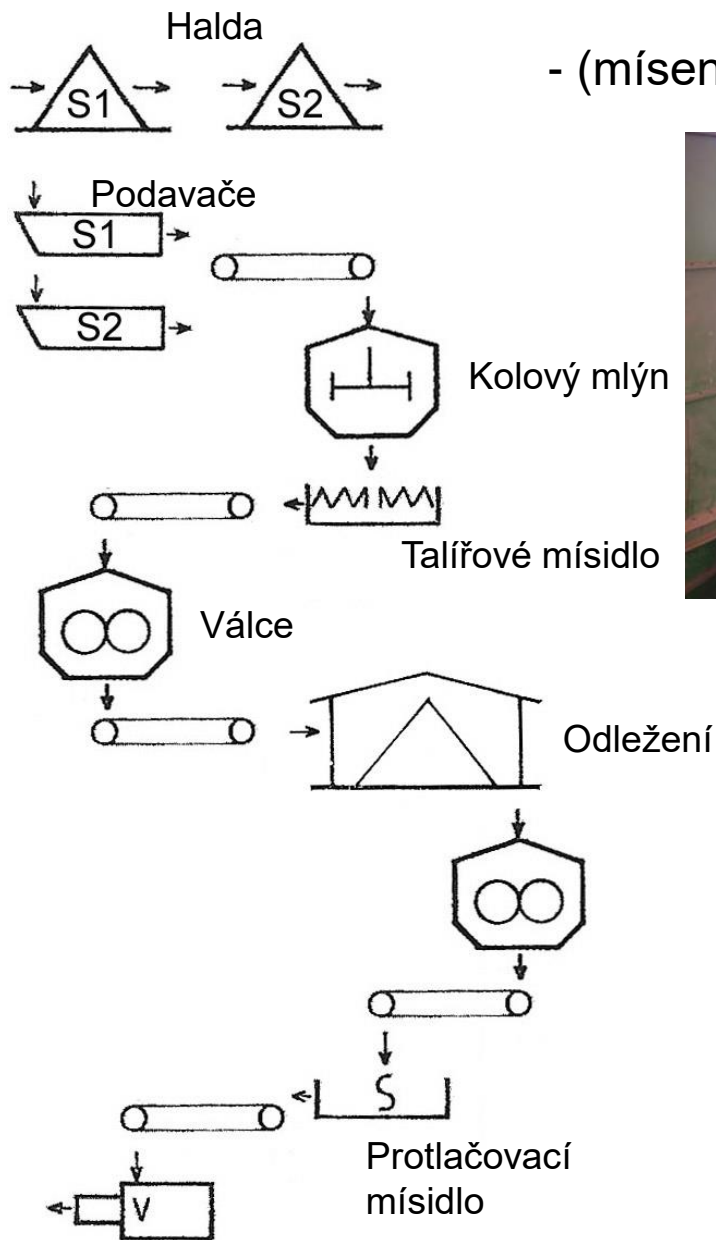 Halda
S1
S2
- (mísen
Podavače
S1
S2
Kolový mlýn
Talířové mísidlo
Válce
Odležení
S
Protlačovací
mísidlo
V